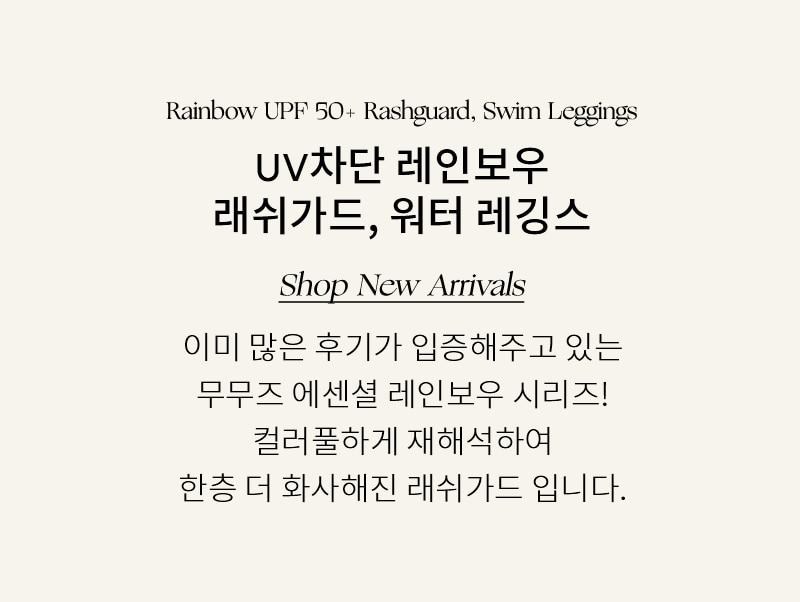 Rainbow UPF 50+ Rashguard, Swim Leggings
UV차단 레인보우
래쉬가드, 워터 레깅스
Shop New Arrivals
이미 많은 후기가 입증해주고 있는
무무즈 에센셜 레인보우 시리즈!
컬러풀하게 재해석하여
한층 더 화사해진 래쉬가드 입니다.